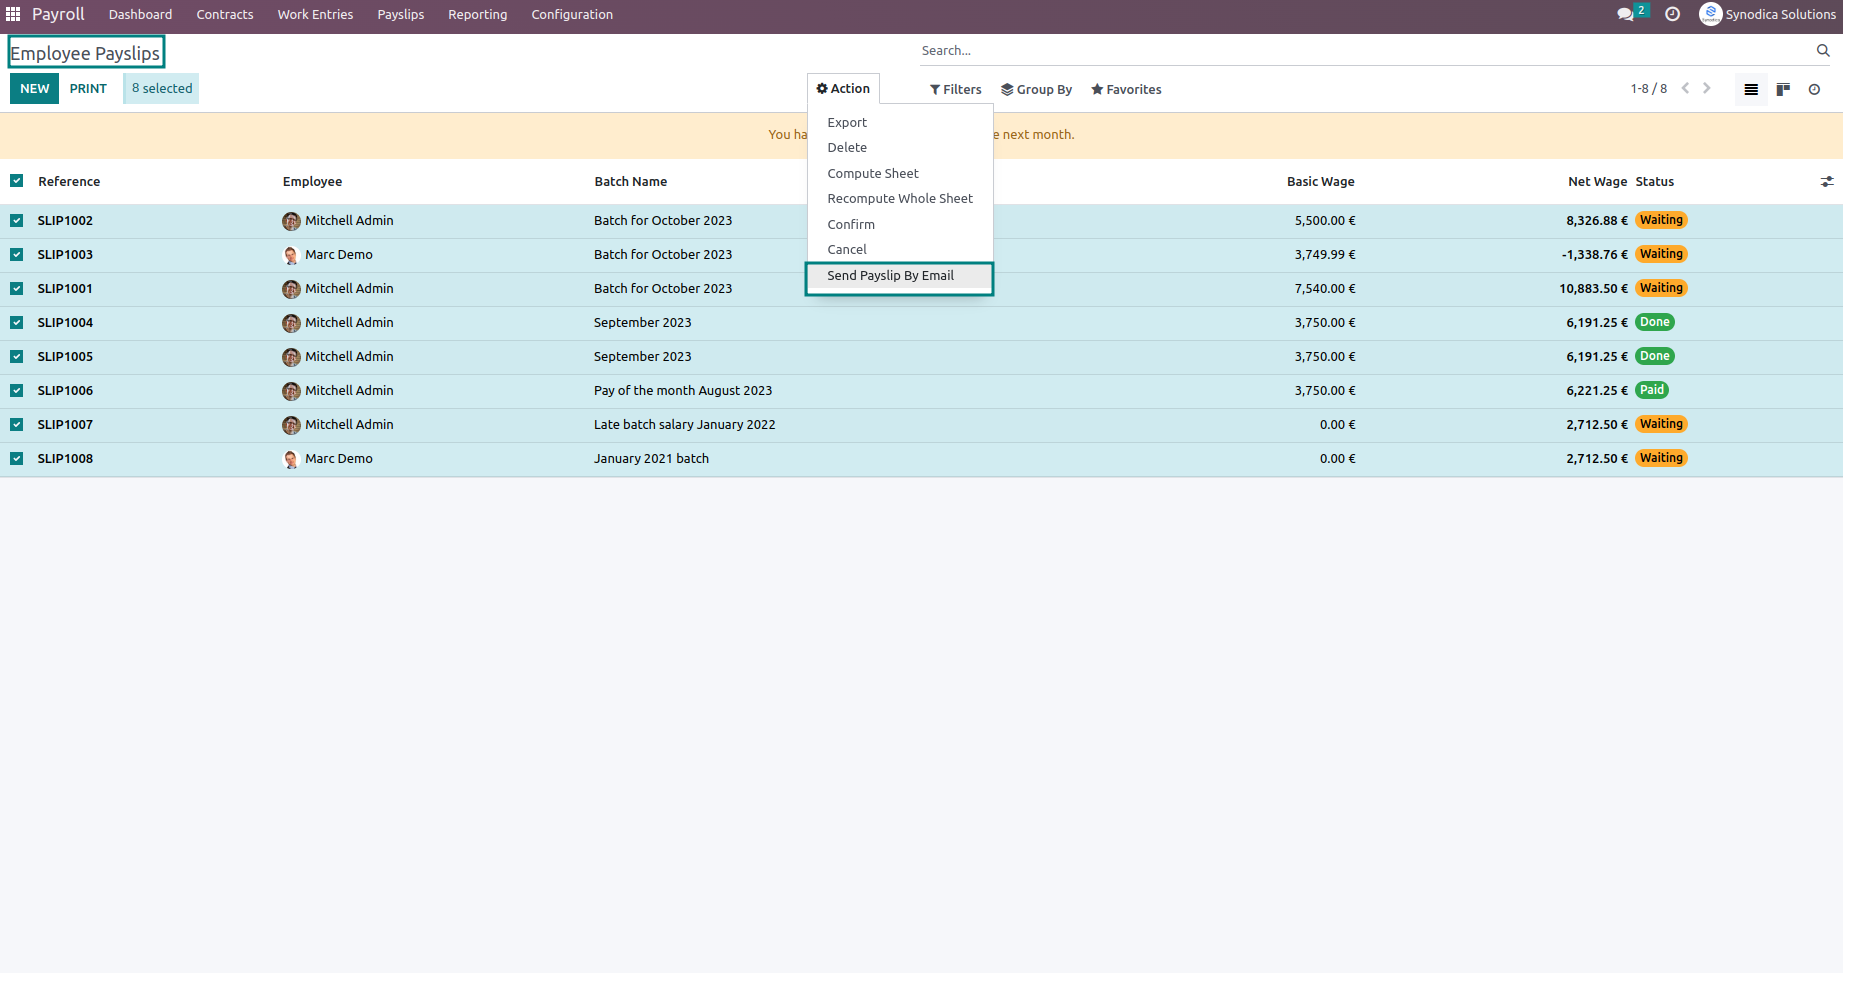 Payroll Dashboard Contracts Work Entries Payslips Reporting Configuration 2 Synodica Solutions
Employee Payslips Search...
NEW PRINT 8 selected Action Filters Group By Favorites 1-8 / 8
Export
You ha e next month.
Delete
Compute Sheet
Reference Employee Batch Name Basic Wage Net Wage Status
Recompute Whole Sheet
SLIP1002 Mitchell Admin Batch for October 2023 Confirm 5,500.00 € 8,326.88 € Waiting
SLIP1003 Marc Demo Batch for October 2023 Cancel 3,749.99 € -1,338.76 € Waiting
Send Payslip By Email
SLIP1001 Mitchell Admin Batch for October 2023 7,540.00 € 10,883.50 € Waiting
SLIP1004 Mitchell Admin September 2023 3,750.00 € 6,191.25 € Done
SLIP1005 Mitchell Admin September 2023 3,750.00 € 6,191.25 € Done
SLIP1006 Mitchell Admin Pay of the month August 2023 3,750.00 € 6,221.25 € Paid
SLIP1007 Mitchell Admin Late batch salary January 2022 0.00 € 2,712.50 € Waiting
SLIP1008 Marc Demo January 2021 batch 0.00 € 2,712.50 € Waiting